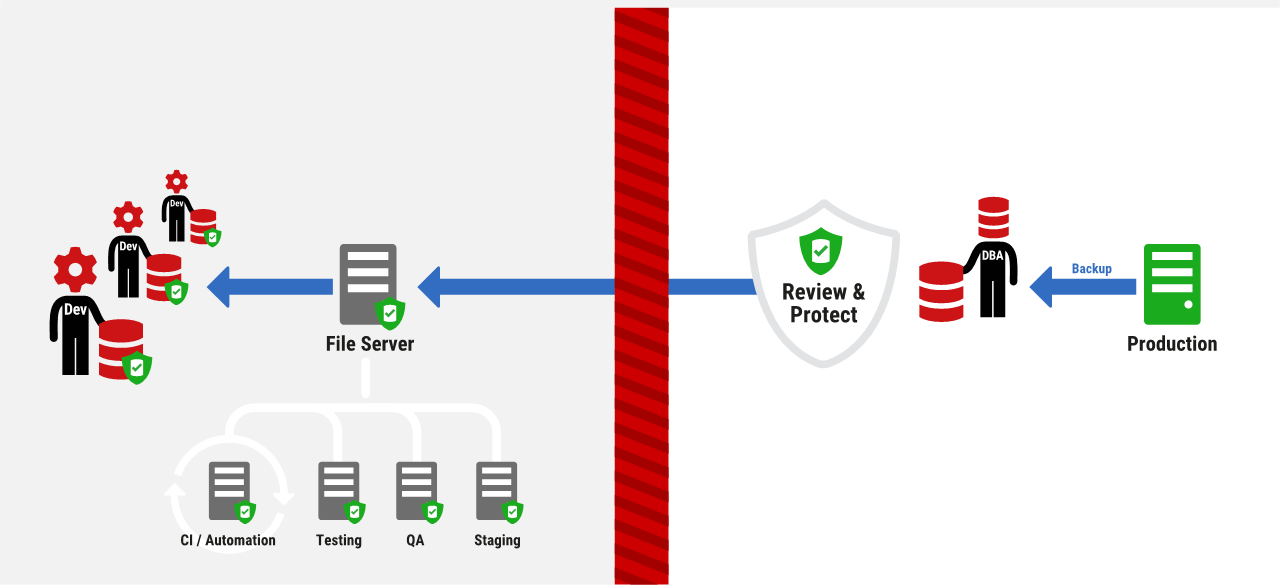 Dev
Dev
Dev
File Server
CI / Automation
Testing
QA
Staging
Review &
Protect
DBA
Backup
Production